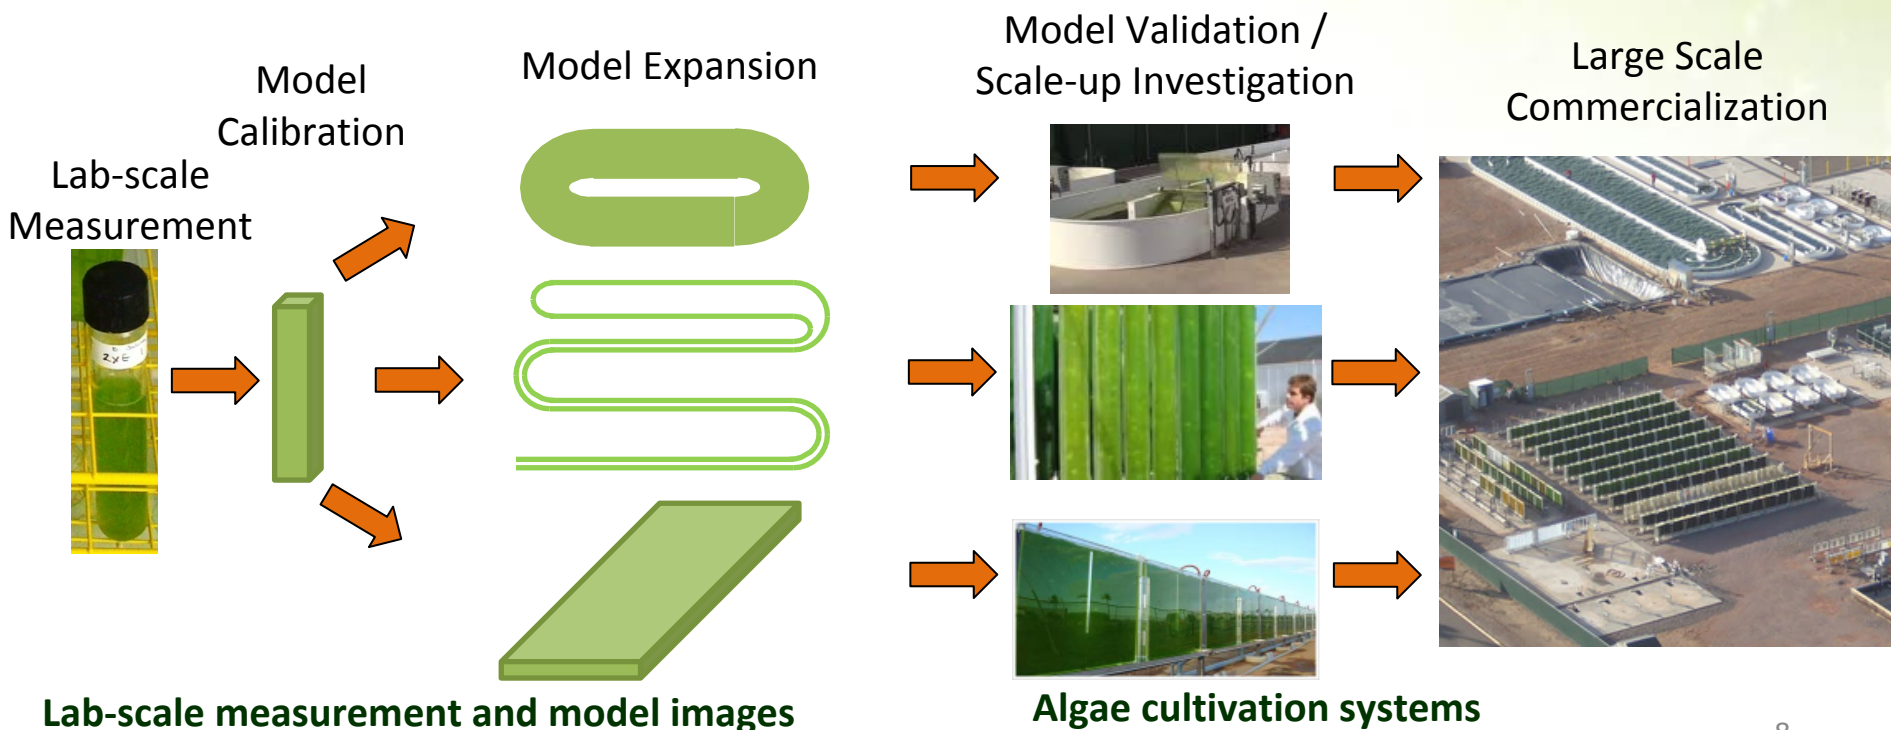 Lab-scale
Measurement
Model
Calibration
Model Expansion
Model Validation /
Scale-up Investigation
Large Scale
Commercialization
2xE
Lab-scale measurement and model images
Algae cultivation systems